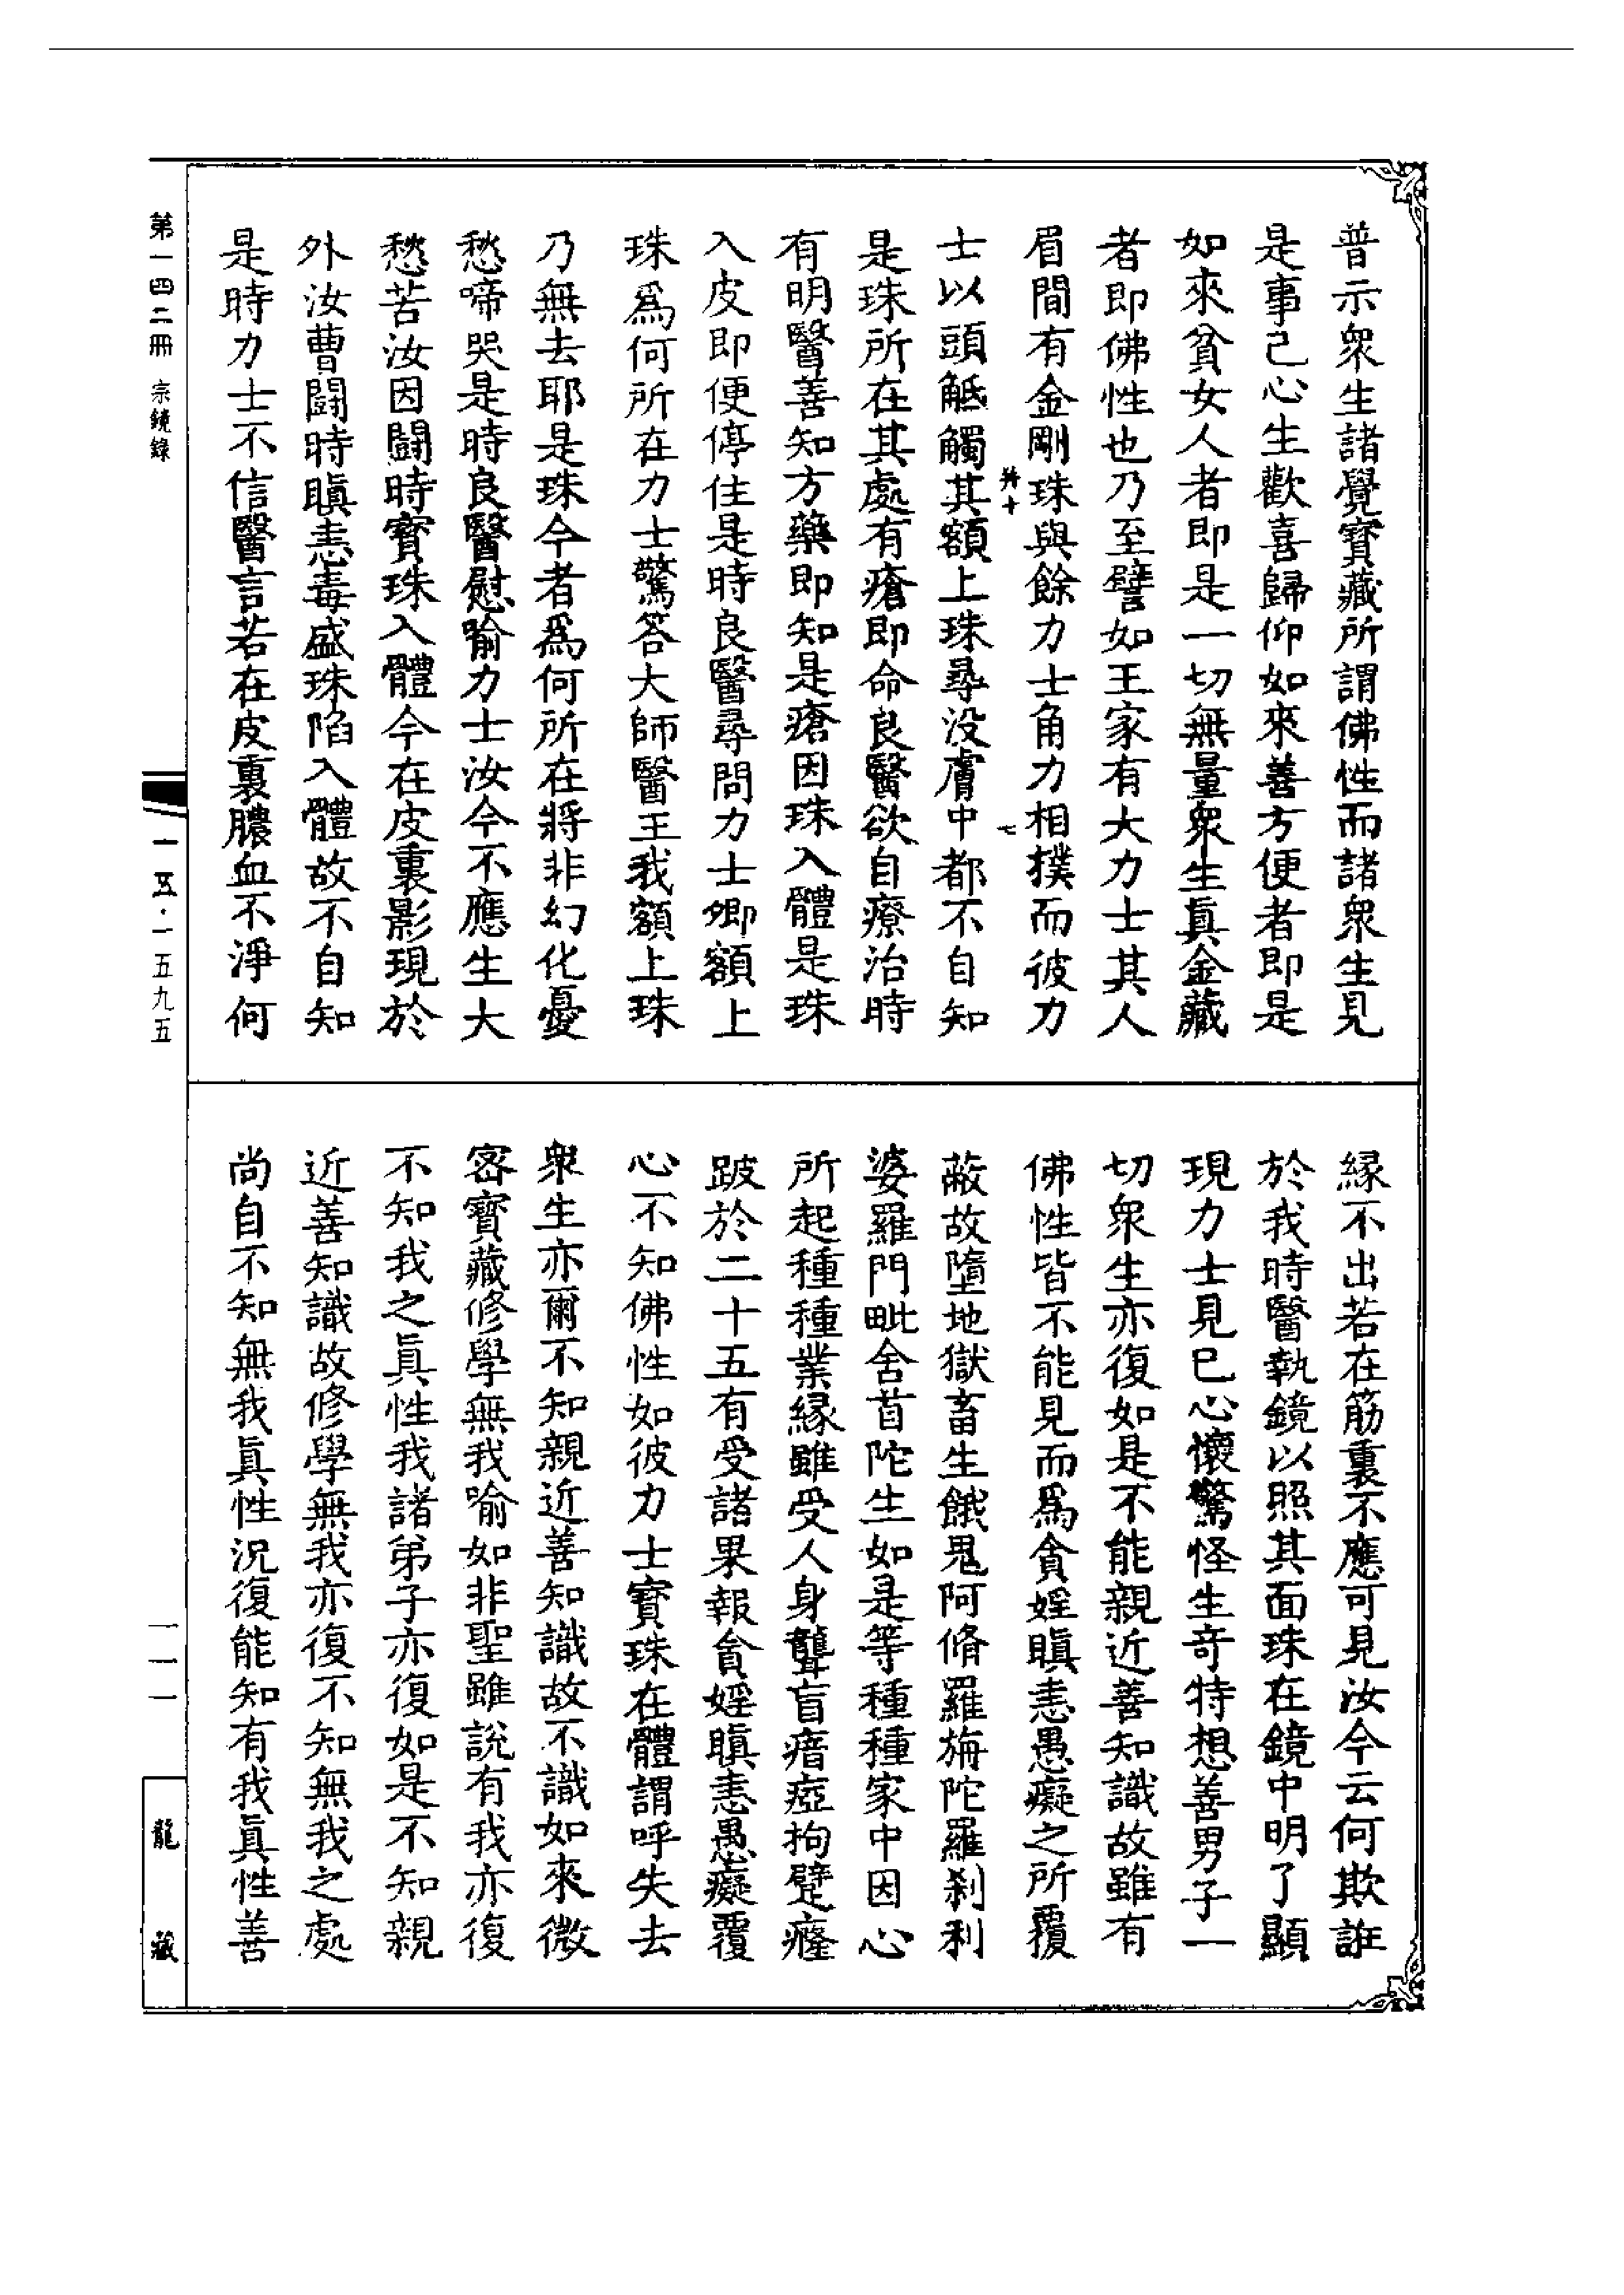 普示衆生諸覺寶藏所謂佛性而諸衆生見
是事已心生歡喜歸仰如來善方便者即是
如來貧女人者即是一切無量衆生眞金藏
者即佛性也乃至譬如王家有大力士其人
眉間有金剛珠與餘力士角力相撲而彼力
士以頭觝觸其額上珠尋没膚中都不自知
是珠所在其處有瘡即命良醫欲自療治時
有明醫善知方藥即知是瘡因珠入體是珠
入皮即便停住是時良醫尋問力士卿額上
珠爲何所在力士驚答大師醫王我額上珠
乃無去耶是珠今者爲何所在將非幻化憂
愁啼哭是時良醫慰喻力士汝今不應生大
愁苦汝因鬪時寶珠入體今在皮裏影現於
外汝曹鬪時瞋恚毒盛珠陷入體故不自知
是時力士不信醫言若在皮裏膿血不淨何
縁不出若在筋裏不應可見汝今云何欺誑
於我時醫執鏡以照其面珠在鏡中明了顯
現力士見已心懷驚怪生奇特想善男子一
切衆生亦復如是不能親近善知識故雖有
佛性皆不能見而爲貪婬瞋恚愚癡之所覆
蔽故墮地獄畜生餓鬼阿脩羅旃陀羅刹利
婆羅門毗舍首陀生如是等種種家中因心
所起種種業縁雖受人身聾盲瘖瘂拘躄癃
跛於二十五有受諸果報貪婬瞋恚愚癡覆
心不知佛性如彼力士寶珠在體謂呼失去
衆生亦爾不知親近善知識故不識如來微
密寶藏修學無我喻如非聖雖說有我亦復
不知我之眞性我諸弟子亦復如是不知親
近善知識故修學無我亦復不知無我之處
尚自不知無我眞性況復能知有我眞性善
第一四二冊 宗鏡錄
一五·一五九五
一一一
龍藏